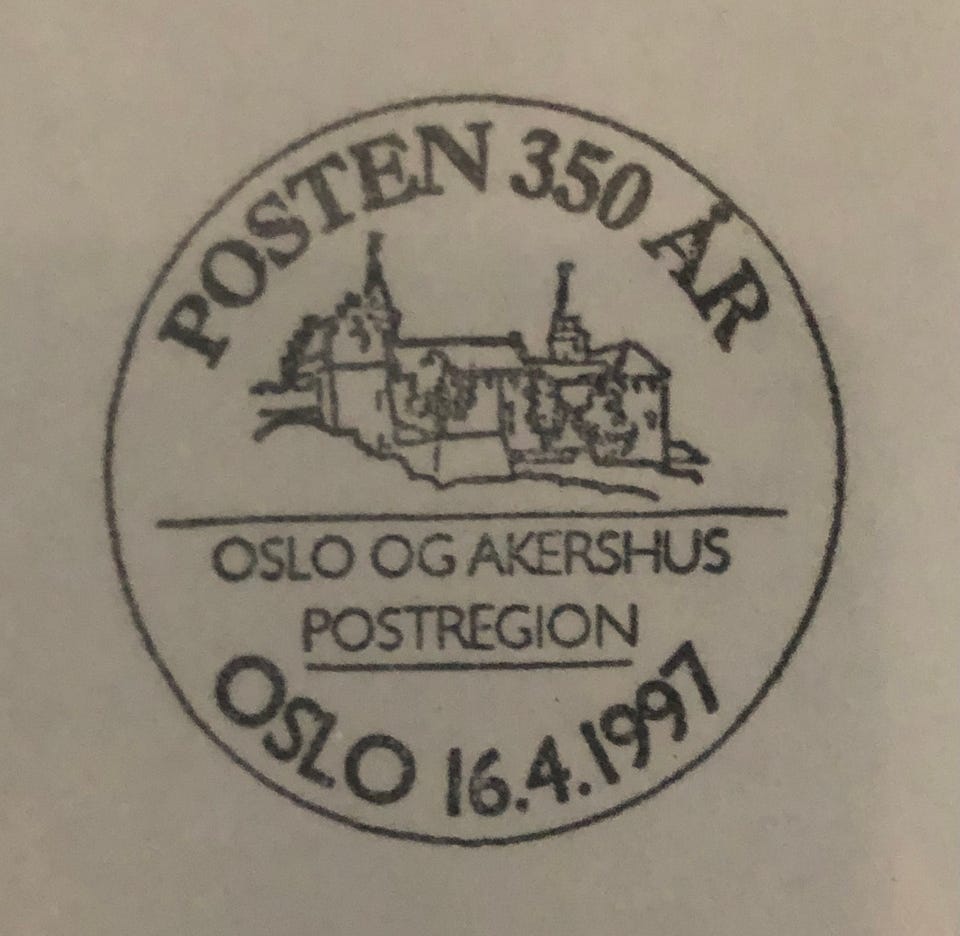 POSTEN 350 ÅR
OSLO OG AKERSHUS
POSTREGION
OSLO 16.4.1997